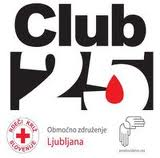 Club
25
RDEČI KRIŽ
SLOVENIJE
Območno združenje
Ljubljana